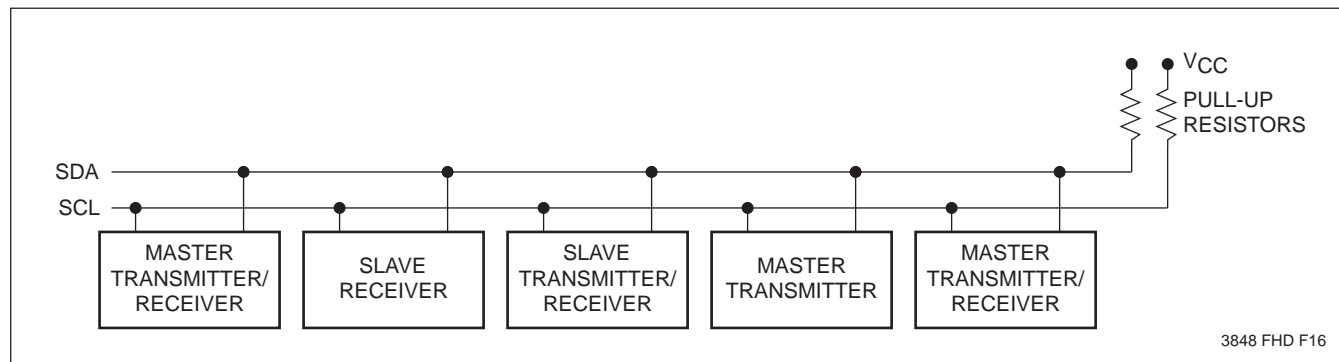 VCC
PULL-UP
RESISTORS
SDA
SCL
MASTER
TRANSMITTER/
RECEIVER
SLAVE
RECEIVER
SLAVE
TRANSMITTER/
RECEIVER
MASTER
TRANSMITTER
MASTER
TRANSMITTER/
RECEIVER
3848 FHD F16